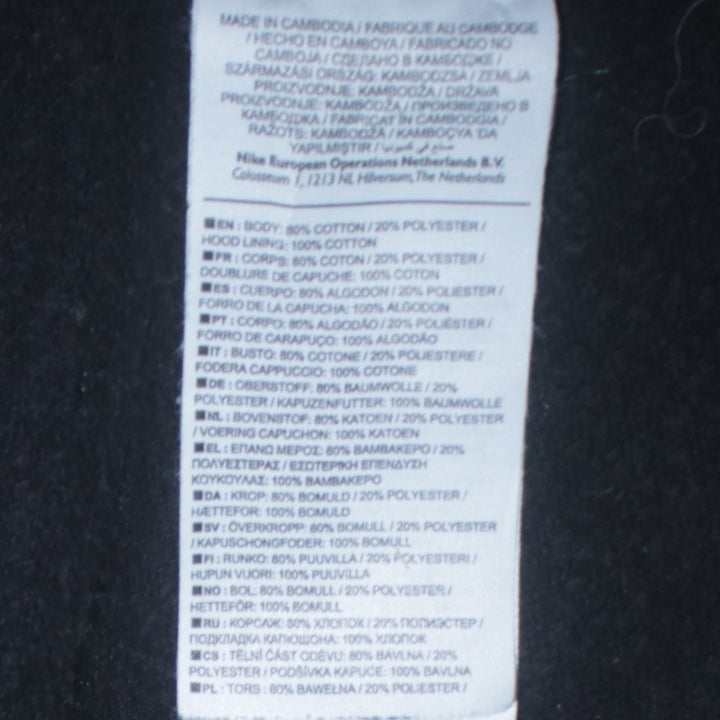 MADE IN CAMBODIA / FABRIQUE AU CAMBODGE
/ HECHO EN CAMBOYA / FABRICADO NO
CAMBOJA / СДЕЛАНО В КАМБОДЖЕ /
SZÁRMAZÁSI ORSZÁG: KAMBODZSA / ZEMLJA
PROIZVODNJE: KAMBODŽA / DRŽAVA
PROIZVODNJE: KAMBODŽA / ПРОИЗВЕДЕНО В
КАМБОДЖА / FABRICAT ÎN CAMBODGIA /
RAŽOTS: KAMBODŽĀ / KAMBOÇYA 'DA
YAPILMIŞTIR / صنع في كمبوديا
Nike European Operations Netherlands B.V.
Colosseum 1, 1213 NL Hilversum, The Netherlands
EN : BODY: 80% COTTON / 20% POLYESTER /
HOOD LINING: 100% COTTON
FR : CORPS: 80% COTON / 20% POLYESTER /
DOUBLURE DE CAPUCHE: 100% COTON
ES : CUERPO: 80% ALGODON / 20% POLIESTER /
FORRO DE LA CAPUCHA: 100% ALGODON
PT : CORPO: 80% ALGODÃO / 20% POLIÉSTER /
FORRO DE CARAPUÇO: 100% ALGODÃO
IT : BUSTO: 80% COTONE / 20% POLIESTERE /
FODERA CAPPUCCIO: 100% COTONE
DE : OBERSTOFF: 80% BAUMWOLLE / 20%
POLYESTER / KAPUZENFUTTER: 100% BAUMWOLLE
NL : BOVENSTOF: 80% KATOEN / 20% POLYESTER
/ VOERING CAPUCHON: 100% KATOEN
EL : ΕΠΑΝΩ ΜΕΡΟΣ: 80% ΒΑΜΒΑΚΕΡΟ / 20%
ΠΟΛΥΕΣΤΕΡΑΣ / ΕΣΩΤΕΡΙΚΗ ΕΠΕΝΔΥΣΗ
ΚΟΥΚΟΥΛΑΣ: 100% ΒΑΜΒΑΚΕΡΟ
DA : KROP: 80% BOMULD / 20% POLYESTER /
HÆTTEFOR: 100% BOMULD
SV : ÖVERKROPP: 80% BOMULL / 20% POLYESTER
/ KAPUSCHONGFODER: 100% BOMULL
FI : RUNKO: 80% PUUVILLA / 20% POLYESTERI /
HUPUN VUORI: 100% PUUVILLA
NO : BOL: 80% BOMULL / 20% POLYESTER /
HETTEFÔR: 100% BOMULL
RU : КОРСАЖ: 80% ХЛОПОК / 20% ПОЛИЭСТЕР /
ПОДКЛАДКА КАПЮШОНА: 100% ХЛОПОК
CS : TĚLNÍ ČÁST ODĚVU: 80% BAVLNA / 20%
POLYESTER / PODŠÍVKA KAPUCE: 100% BAVLNA
PL : TORS : 80% BAWEŁNA / 20% POLIESTER /